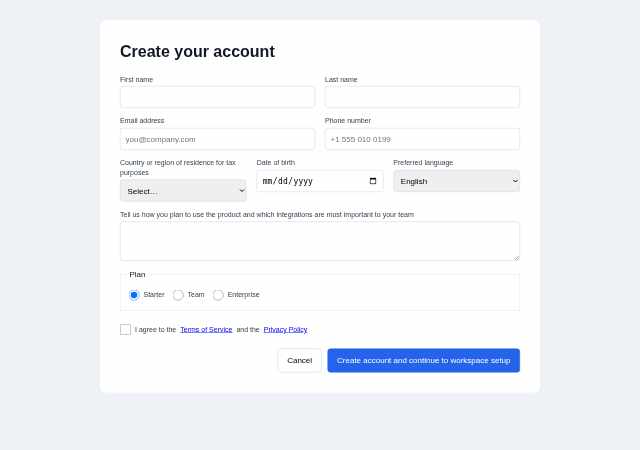 Create your account
First name
Last name
Email address
Phone number
you@company.com
+1 555 010 0199
Country or region of residence for tax
purposes
Date of birth
Preferred language
Select...
mm/dd/yyyy
English
Tell us how you plan to use the product and which integrations are most important to your team
Plan
Starter
Team
Enterprise
I agree to the Terms of Service and the Privacy Policy
Cancel
Create account and continue to workspace setup